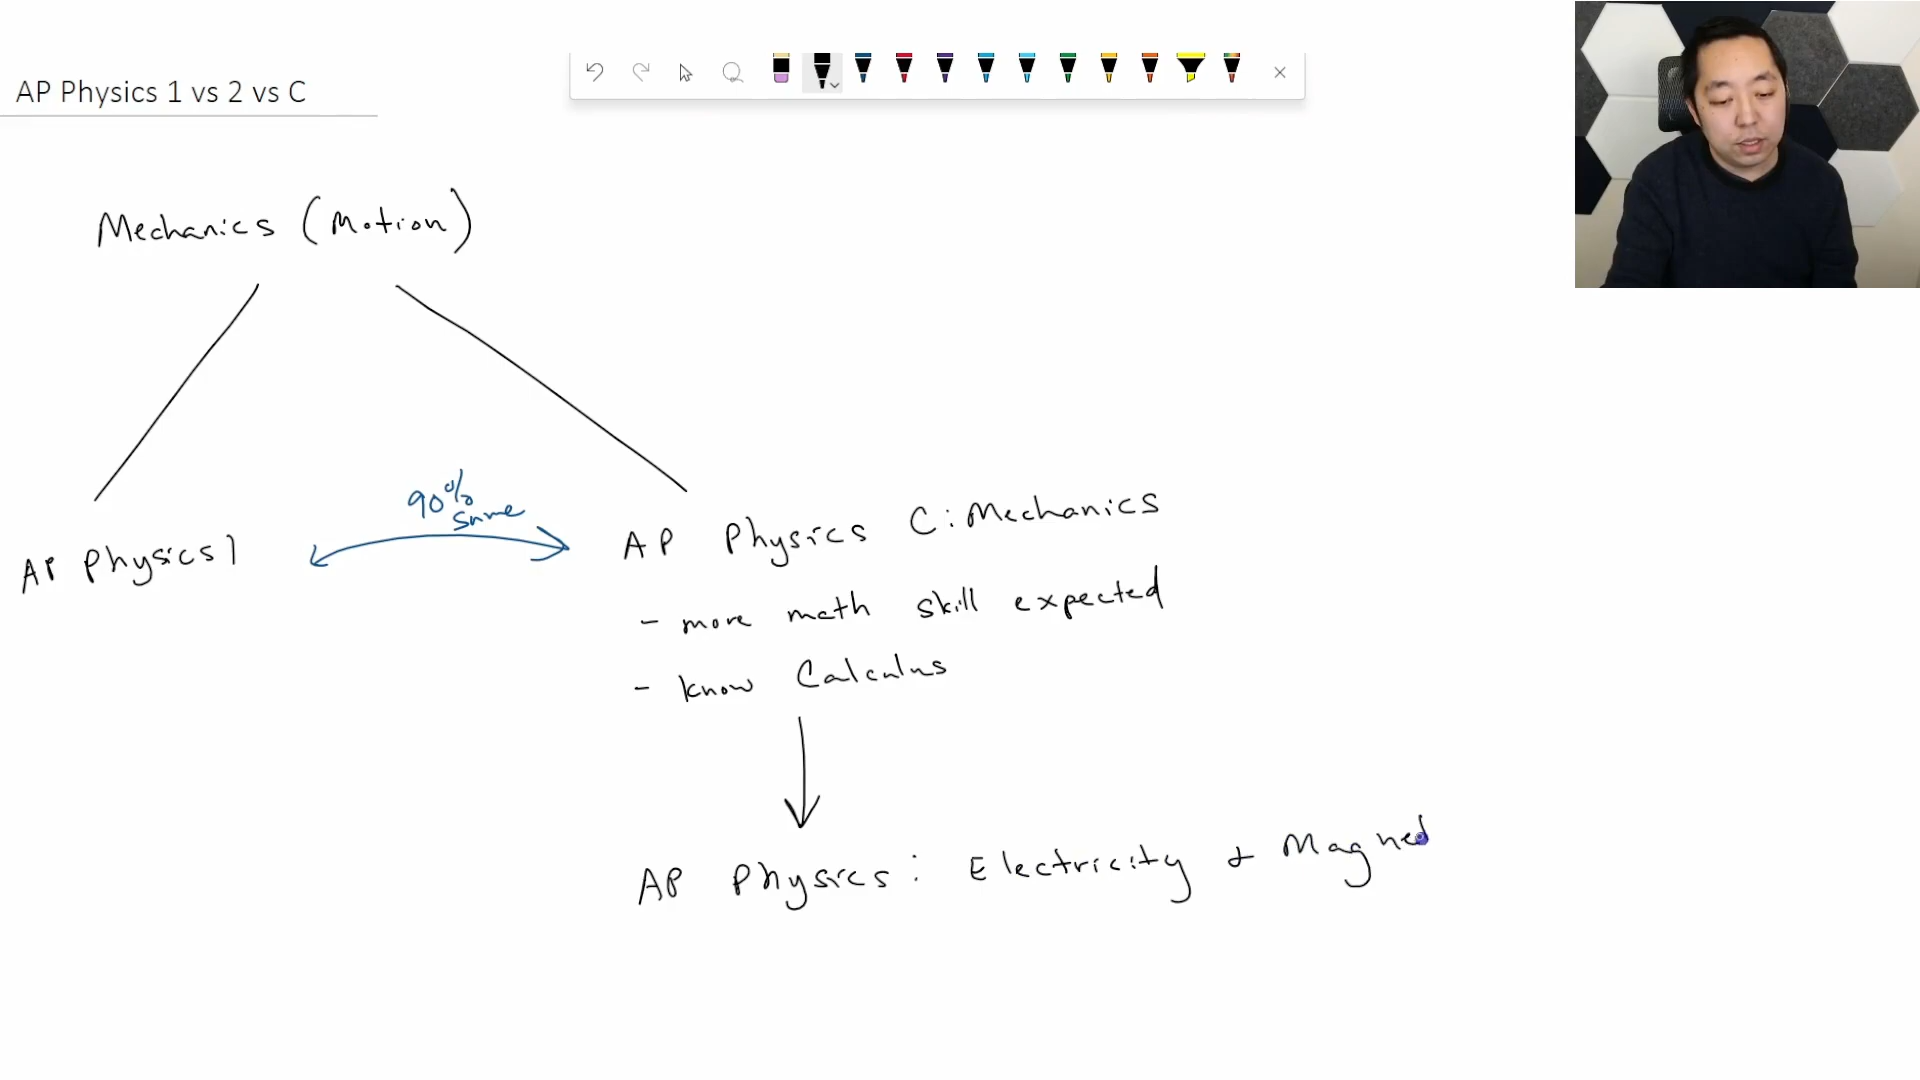 AP Physics 1 vs 2 vs C
Mechanics (Motion)
90%
same
AP Physics 1
AP Physics C: Mechanics
- more math skill expected
- know Calculus
AP Physics: Electricity + Magnet